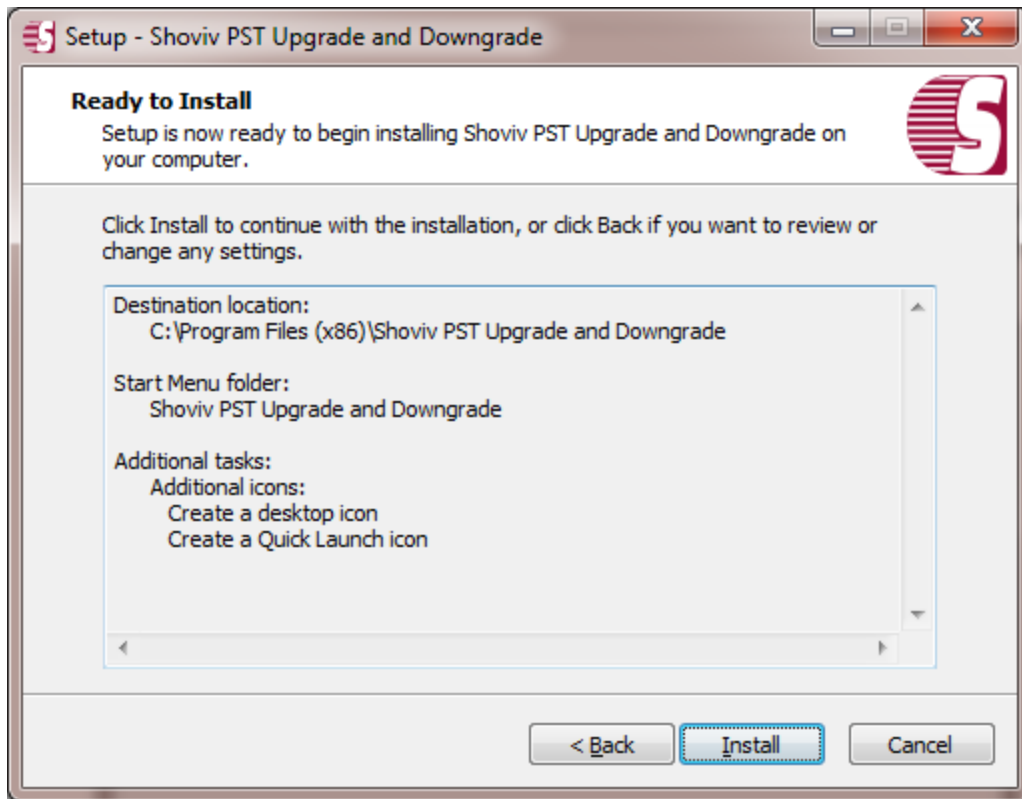 Setup - Shoviv PST Upgrade and Downgrade
Ready to Install
Setup is now ready to begin installing Shoviv PST Upgrade and Downgrade on
your computer.
Click Install to continue with the installation, or click Back if you want to review or
change any settings.
Destination location:
C:\Program Files (x86)\Shoviv PST Upgrade and Downgrade
Start Menu folder:
Shoviv PST Upgrade and Downgrade
Additional tasks:
Additional icons:
Create a desktop icon
Create a Quick Launch icon
< Back
Install
Cancel